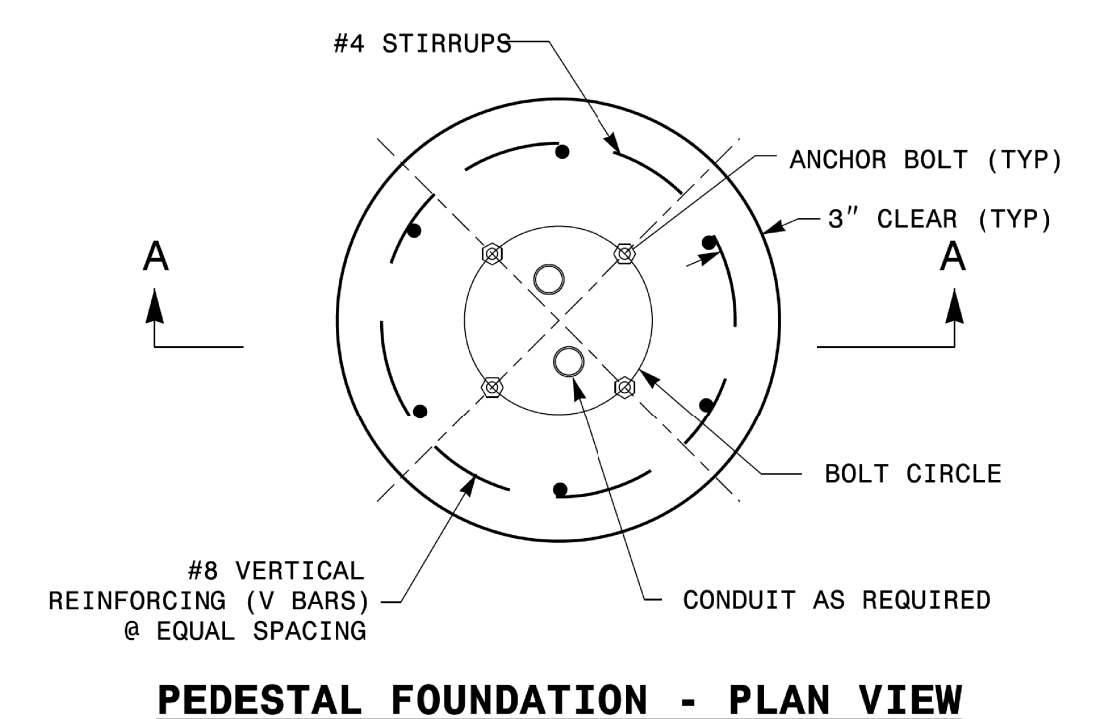 #4 STIRRUPS
ANCHOR BOLT (TYP)
3" CLEAR (TYP)
A
A
BOLT CIRCLE
#8 VERTICAL
REINFORCING (V BARS)
@ EQUAL SPACING
CONDUIT AS REQUIRED
PEDESTAL FOUNDATION - PLAN VIEW